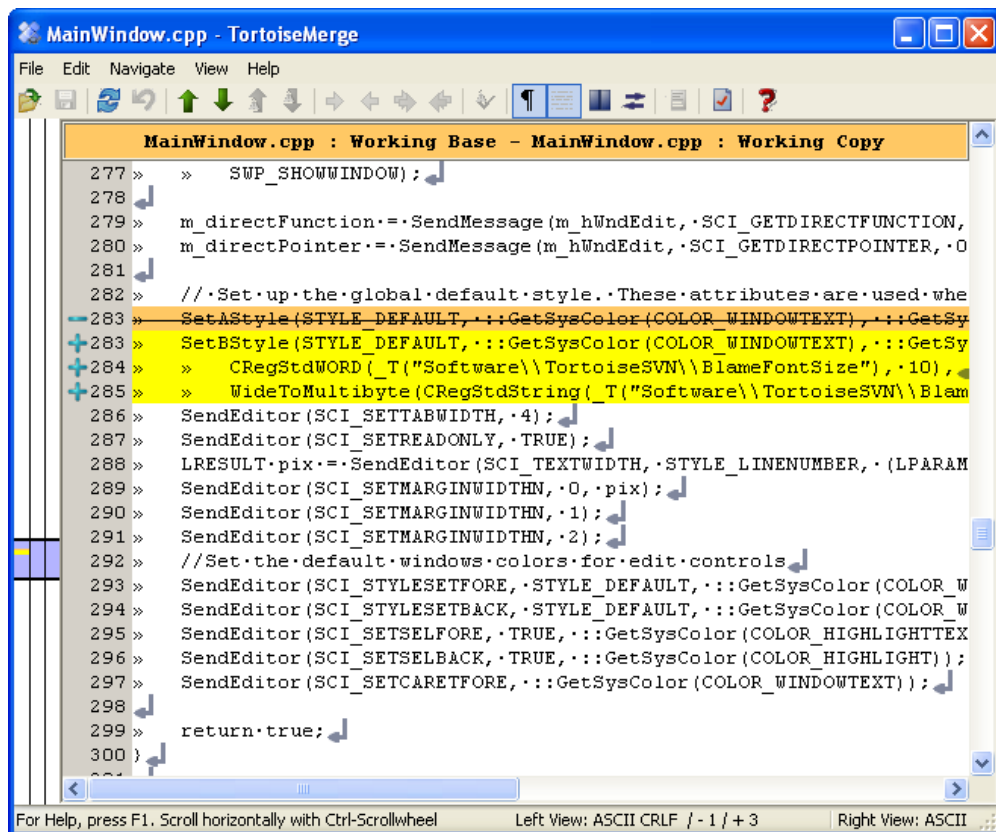 MainWindow.cpp - TortoiseMerge
File Edit Navigate View Help
MainWindow.cpp : Working Base - MainWindow.cpp : Working Copy
277 » » SWP_SHOWWINDOW);
278
279 » m_directFunction·=·SendMessage(m_hWndEdit,·SCI_GETDIRECTFUNCTION,
280 » m_directPointer·=·SendMessage(m_hWndEdit,·SCI_GETDIRECTPOINTER,·0
281
282 » //·Set·up·the·global·default·style.·These·attributes·are·used·whe
283 » SetAStyle(STYLE_DEFAULT,·::GetSysColor(COLOR_WINDOWTEXT),·::GetSy
283 » SetBStyle(STYLE_DEFAULT,·::GetSysColor(COLOR_WINDOWTEXT),·::GetSy
284 » » CRegStdWORD(_T("Software\\TortoiseSVN\\BlameFontSize"),·10),
285 » » WideToMultibyte(CRegStdString(_T("Software\\TortoiseSVN\\Blam
286 » SendEditor(SCI_SETTABWIDTH,·4);
287 » SendEditor(SCI_SETREADONLY,·TRUE);
288 » LRESULT·pix·=·SendEditor(SCI_TEXTWIDTH,·STYLE_LINENUMBER,·(LPARAM
289 » SendEditor(SCI_SETMARGINWIDTHN,·0,·pix);
290 » SendEditor(SCI_SETMARGINWIDTHN,·1);
291 » SendEditor(SCI_SETMARGINWIDTHN,·2);
292 » //Set·the·default·windows·colors·for·edit·controls
293 » SendEditor(SCI_STYLESETFORE,·STYLE_DEFAULT,·::GetSysColor(COLOR_W
294 » SendEditor(SCI_STYLESETBACK,·STYLE_DEFAULT,·::GetSysColor(COLOR_W
295 » SendEditor(SCI_SETSELFORE,·TRUE,·::GetSysColor(COLOR_HIGHLIGHTTEX
296 » SendEditor(SCI_SETSELBACK,·TRUE,·::GetSysColor(COLOR_HIGHLIGHT));
297 » SendEditor(SCI_SETCARETFORE,·::GetSysColor(COLOR_WINDOWTEXT));
298
299 » return·true;
300 }
For Help, press F1. Scroll horizontally with Ctrl-Scrollwheel Left View: ASCII CRLF / - 1 / + 3 Right View: ASCII